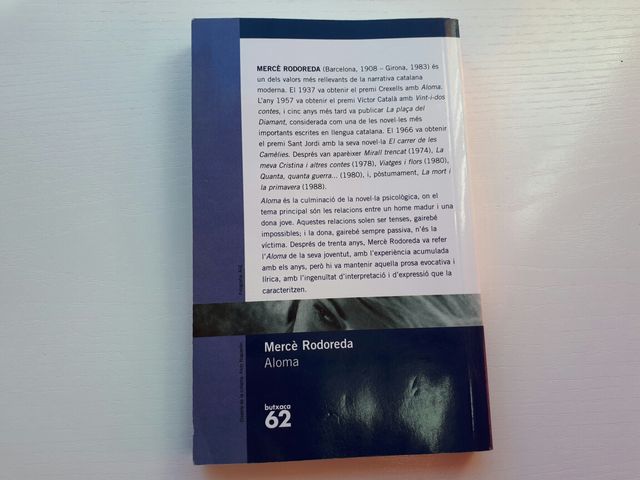 MERCÈ RODOREDA (Barcelona, 1908 – Girona, 1983) és
un dels valors més rellevants de la narrativa catalana
moderna. El 1937 va obtenir el premi Crexells amb Aloma.
L'any 1957 va obtenir el premi Víctor Català amb Vint-i-dos
contes, i cinc anys més tard va publicar La plaça del
Diamant, considerada com una de les novel·les més
importants escrites en llengua catalana. El 1966 va obtenir
el premi Sant Jordi amb la seva novel·la El carrer de les
Camèlies. Després van aparèixer Mirall trencat (1974), La
meva Cristina i altres contes (1978), Viatges i flors (1980),
Quanta, quanta guerra... (1980), i, pòstumament, La mort i
la primavera (1988).
Aloma és la culminació de la novel·la psicològica, on el
tema principal són les relacions entre un home madur i una
dona jove. Aquestes relacions solen ser tenses, gairebé
impossibles; i la dona, gairebé sempre passiva, n'és la
víctima. Després de trenta anys, Mercè Rodoreda va refer
l'Aloma de la seva joventut, amb l'experiència acumulada
amb els anys, però hi va mantenir aquella prosa evocativa i
lírica, amb l'ingenuïtat d'interpretació i d'expressió que la
caracteritzen.
Mercè Rodoreda
Aloma
butxaca
62
Disseny de la coberta: